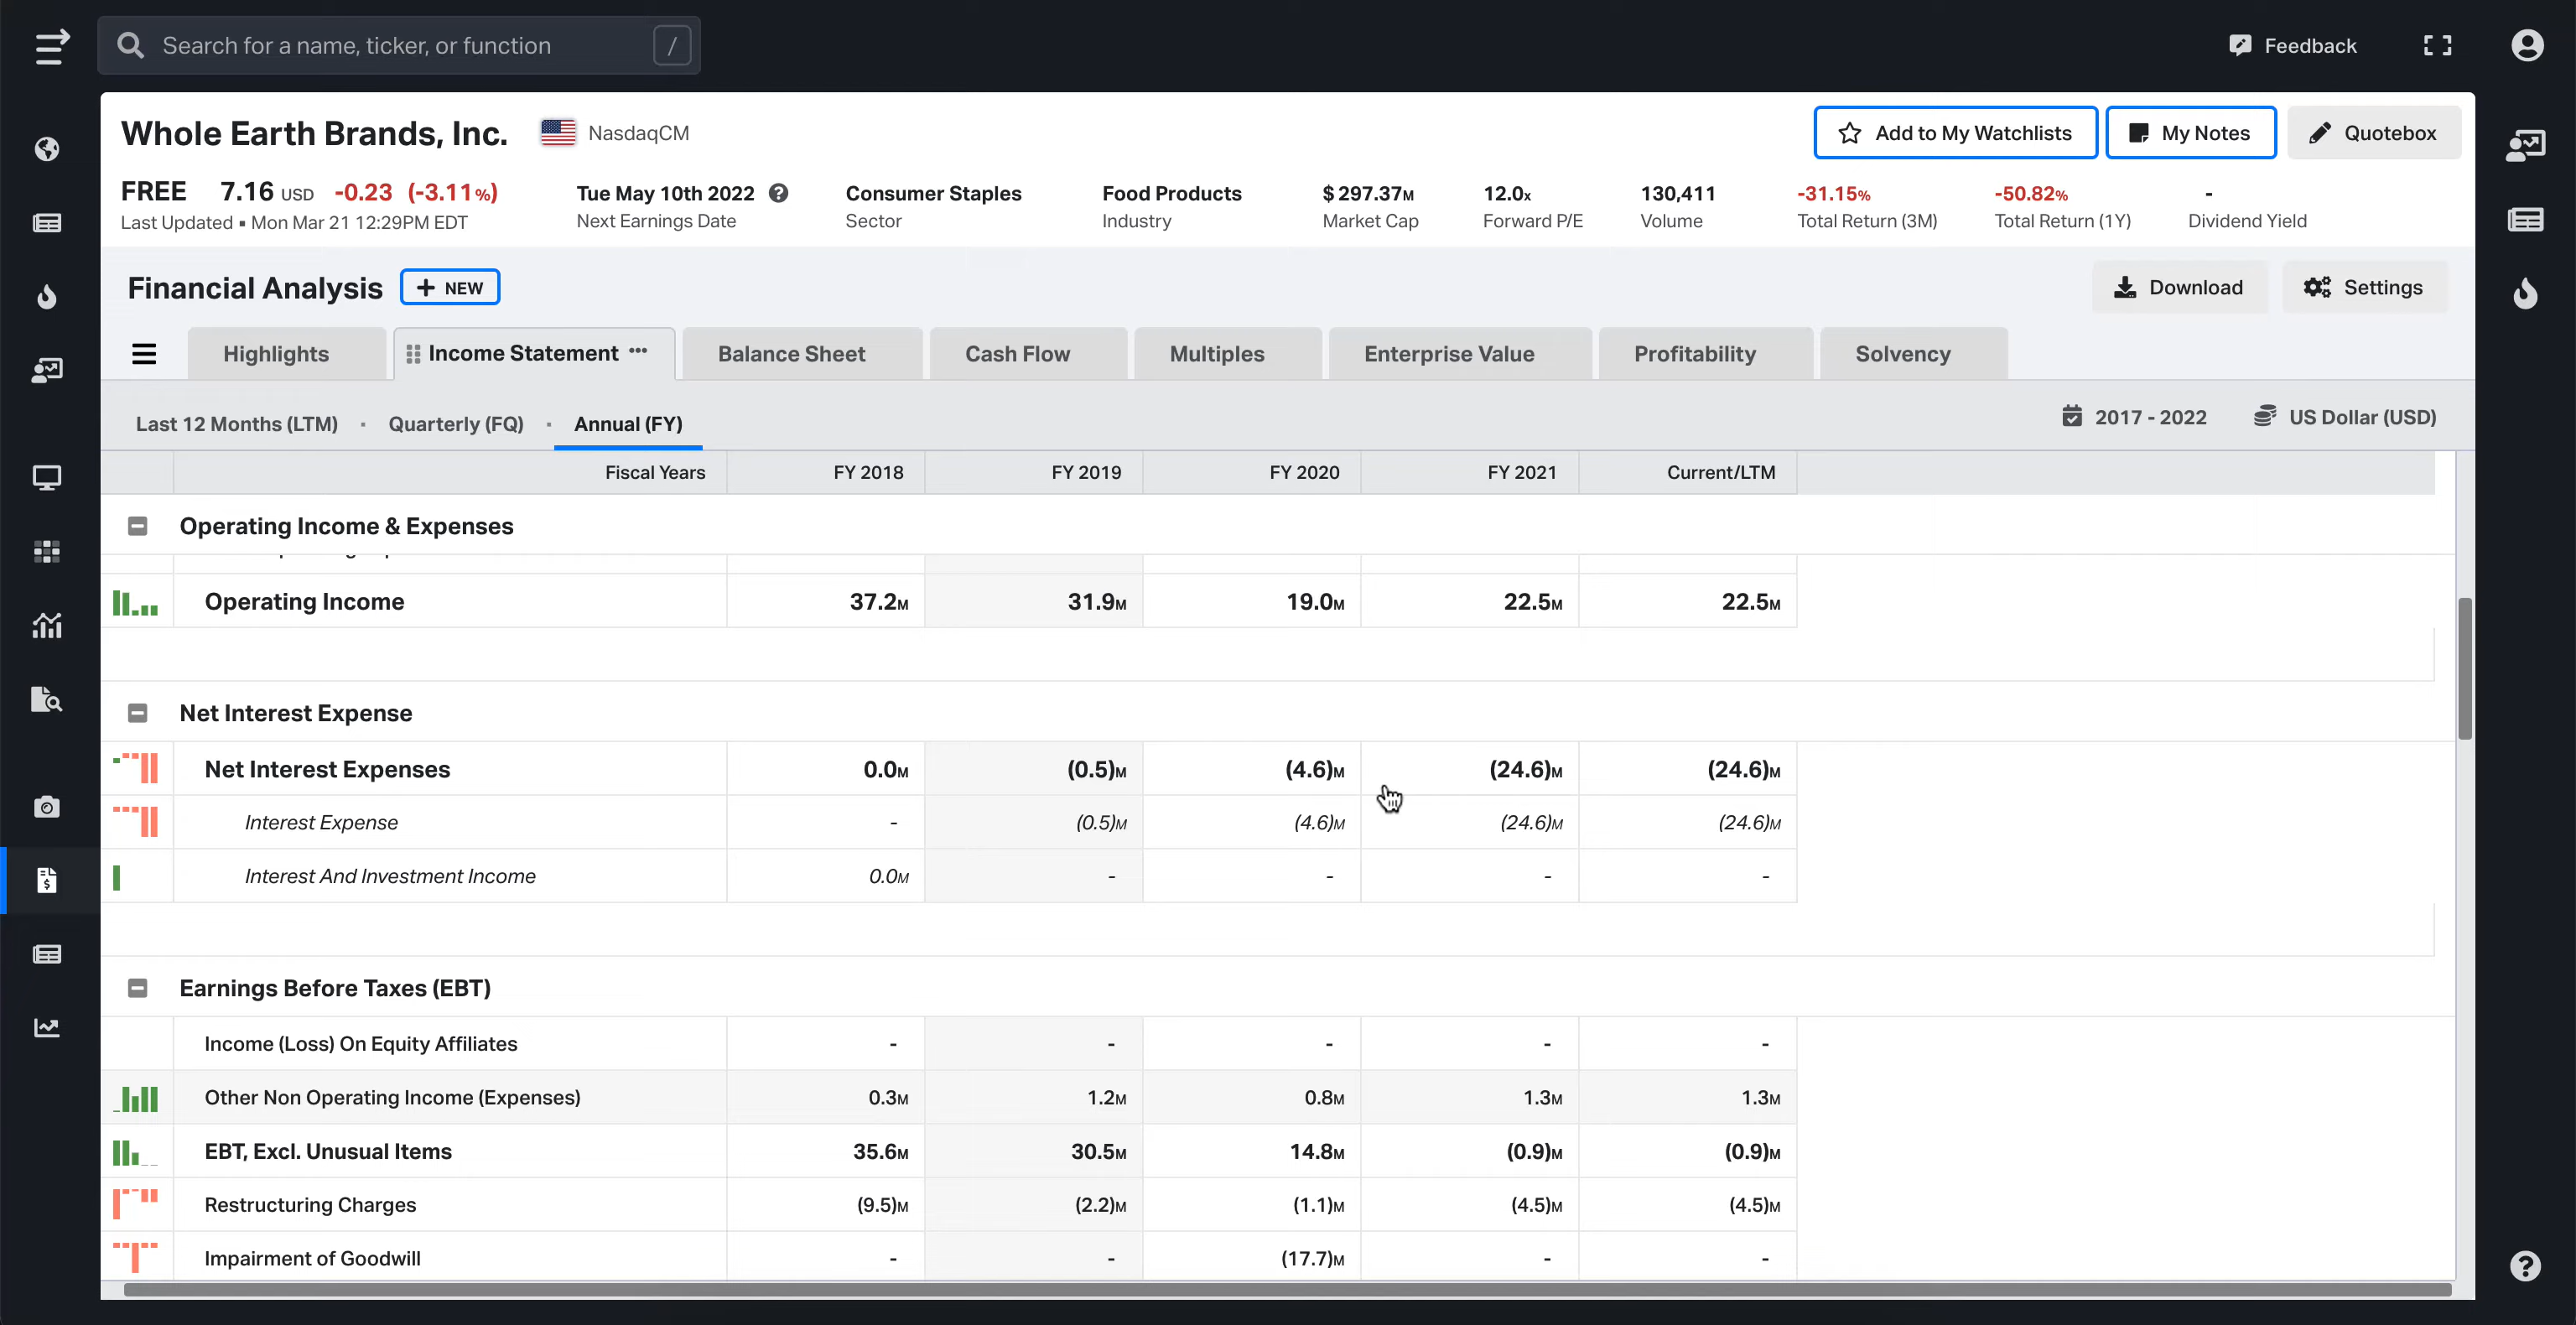 Search for a name, ticker, or function /
Feedback
Whole Earth Brands, Inc. NasdaqCM
Add to My Watchlists My Notes Quotebox
FREE 7.16 USD -0.23 (-3.11%) Tue May 10th 2022 Consumer Staples Food Products $297.37M 12.0x 130,411 -31.15% -50.82% -
Last Updated ▪ Mon Mar 21 12:29PM EDT Next Earnings Date Sector Industry Market Cap Forward P/E Volume Total Return (3M) Total Return (1Y) Dividend Yield
Financial Analysis + NEW Download Settings
Highlights Income Statement ••• Balance Sheet Cash Flow Multiples Enterprise Value Profitability Solvency
Last 12 Months (LTM) · Quarterly (FQ) · Annual (FY) 2017 - 2022 US Dollar (USD)
Fiscal Years FY 2018 FY 2019 FY 2020 FY 2021 Current/LTM
Operating Income & Expenses
Operating Income 37.2M 31.9M 19.0M 22.5M 22.5M
Net Interest Expense
Net Interest Expenses 0.0M (0.5)M (4.6)M (24.6)M (24.6)M
Interest Expense - (0.5)M (4.6)M (24.6)M (24.6)M
Interest And Investment Income 0.0M - - - -
Earnings Before Taxes (EBT)
Income (Loss) On Equity Affiliates - - - - -
Other Non Operating Income (Expenses) 0.3M 1.2M 0.8M 1.3M 1.3M
EBT, Excl. Unusual Items 35.6M 30.5M 14.8M (0.9)M (0.9)M
Restructuring Charges (9.5)M (2.2)M (1.1)M (4.5)M (4.5)M
Impairment of Goodwill - - (17.7)M - -